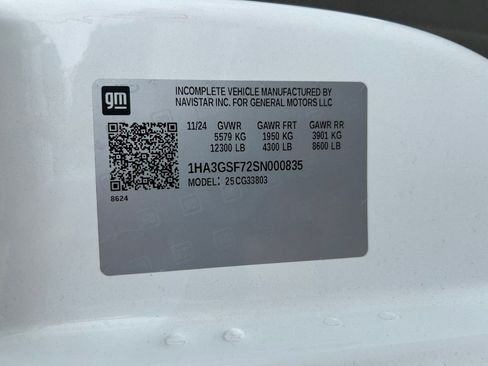 gm
INCOMPLETE VEHICLE MANUFACTURED BY
NAVISTAR INC. FOR GENERAL MOTORS LLC
11/24 GVWR GAWR FRT GAWR RR
5579 KG 1950 KG 3901 KG
12300 LB 4300 LB 8600 LB
1HA3GSF72SN000835
MODEL: 25CG33803
8624